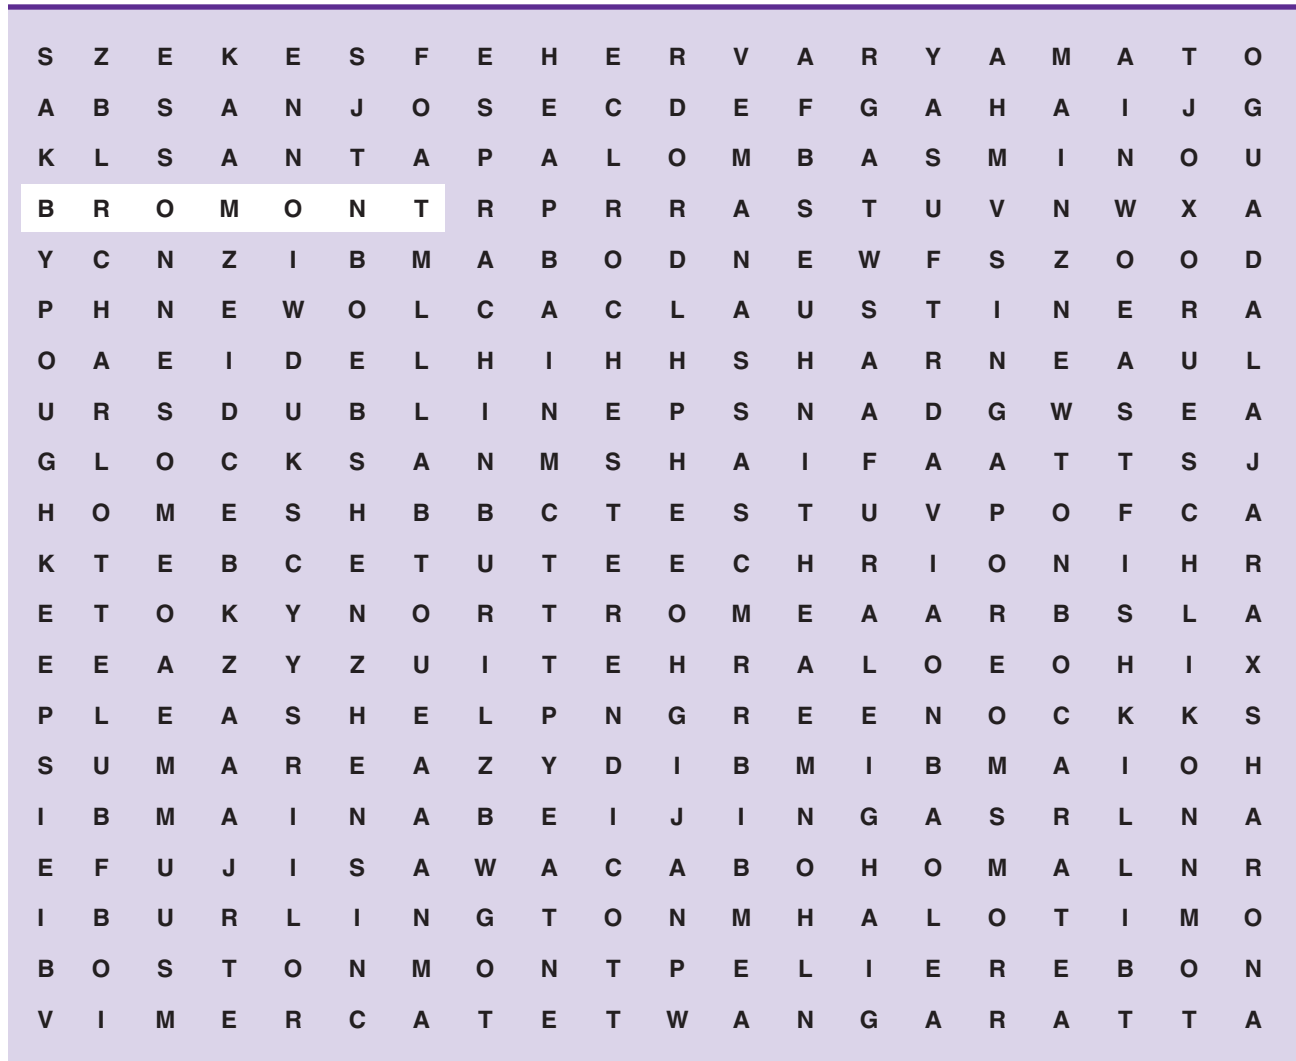 S Z E K E S F E H E R V A R Y A M A T O
A B S A N J O S E C D E F G A H A I J G
K L S A N T A P A L O M B A S M I N O U
B R O M O N T R P R R A S T U V N W X A
Y C N Z I B M A B O D N E W F S Z O O D
P H N E W O L C A C L A U S T I N E R A
O A E I D E L H I H H S H A R N E A U L
U R S D U B L I N E P S N A D G W S E A
G L O C K S A N M S H A I F A A T T S J
H O M E S H B B C T E S T U V P O F C A
K T E B C E T U T E E C H R I O N I H R
E T O K Y N O R T R O M E A A R B S L A
E E A Z Y Z U I T E H R A L O E O H I X
P L E A S H E L P N G R E E N O C K K S
S U M A R E A Z Y D I B M I B M A I O H
I B M A I N A B E I J I N G A S R L N A
E F U J I S A W A C A B O H O M A L N R
I B U R L I N G T O N M H A L O T I M O
B O S T O N M O N T P E L I E R E B O N
V I M E R C A T E T W A N G A R A T T A